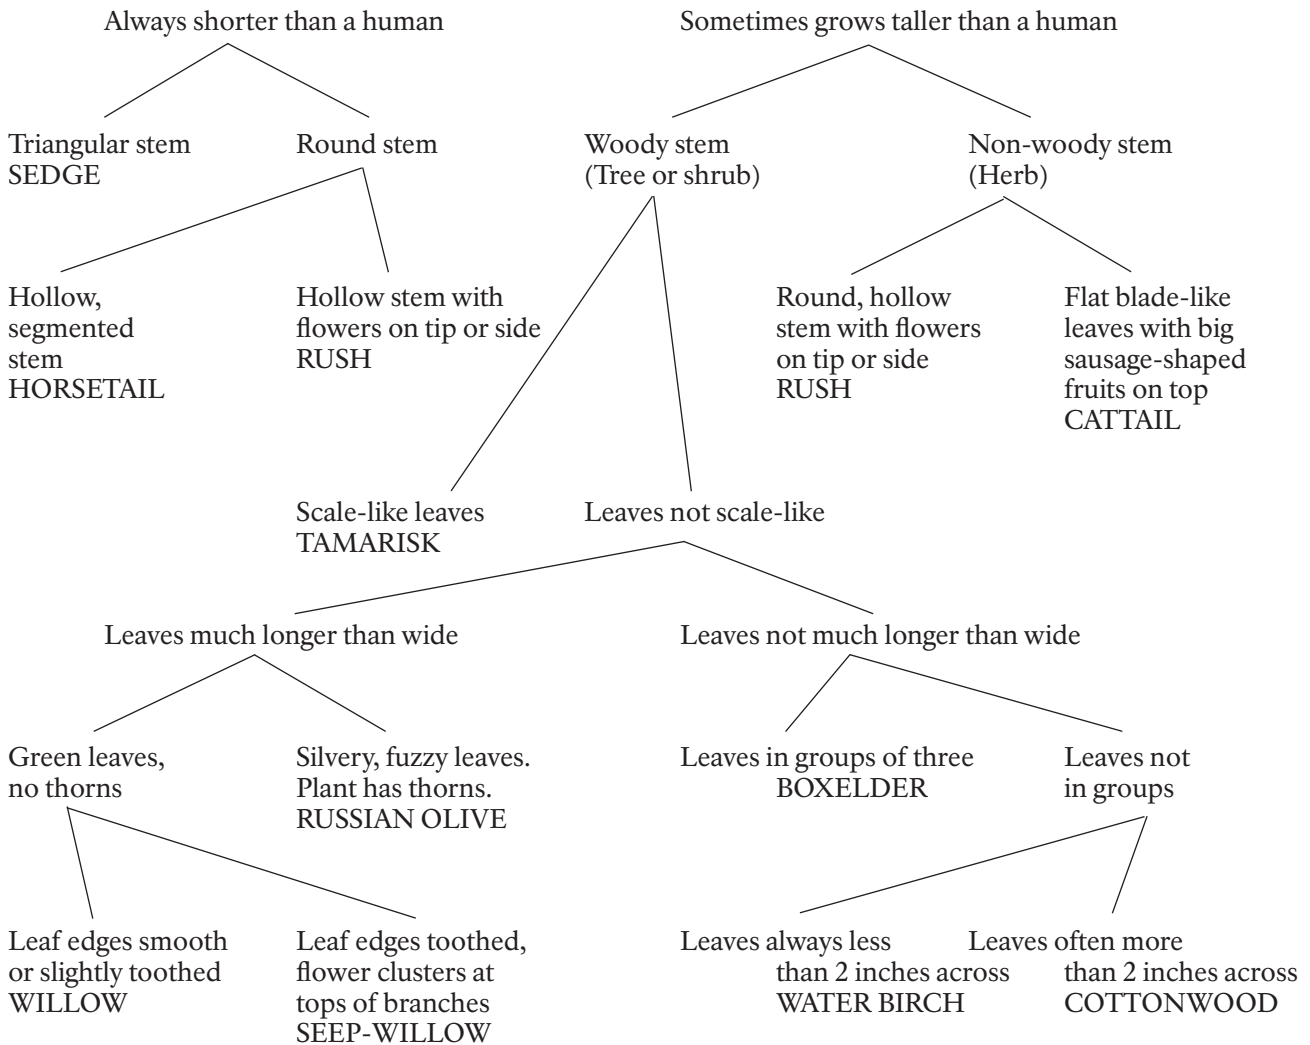 Always shorter than a human
Sometimes grows taller than a human
Triangular stem
SEDGE
Round stem
Woody stem
(Tree or shrub)
Non-woody stem
(Herb)
Hollow,
segmented
stem
HORSETAIL
Hollow stem with
flowers on tip or side
RUSH
Round, hollow
stem with flowers
on tip or side
RUSH
Flat blade-like
leaves with big
sausage-shaped
fruits on top
CATTAIL
Scale-like leaves
TAMARISK
Leaves not scale-like
Leaves much longer than wide
Leaves not much longer than wide
Green leaves,
no thorns
Silvery, fuzzy leaves.
Plant has thorns.
RUSSIAN OLIVE
Leaves in groups of three
BOXELDER
Leaves not
in groups
Leaf edges smooth
or slightly toothed
WILLOW
Leaf edges toothed,
flower clusters at
tops of branches
SEEP-WILLOW
Leaves always less
than 2 inches across
WATER BIRCH
Leaves often more
than 2 inches across
COTTONWOOD